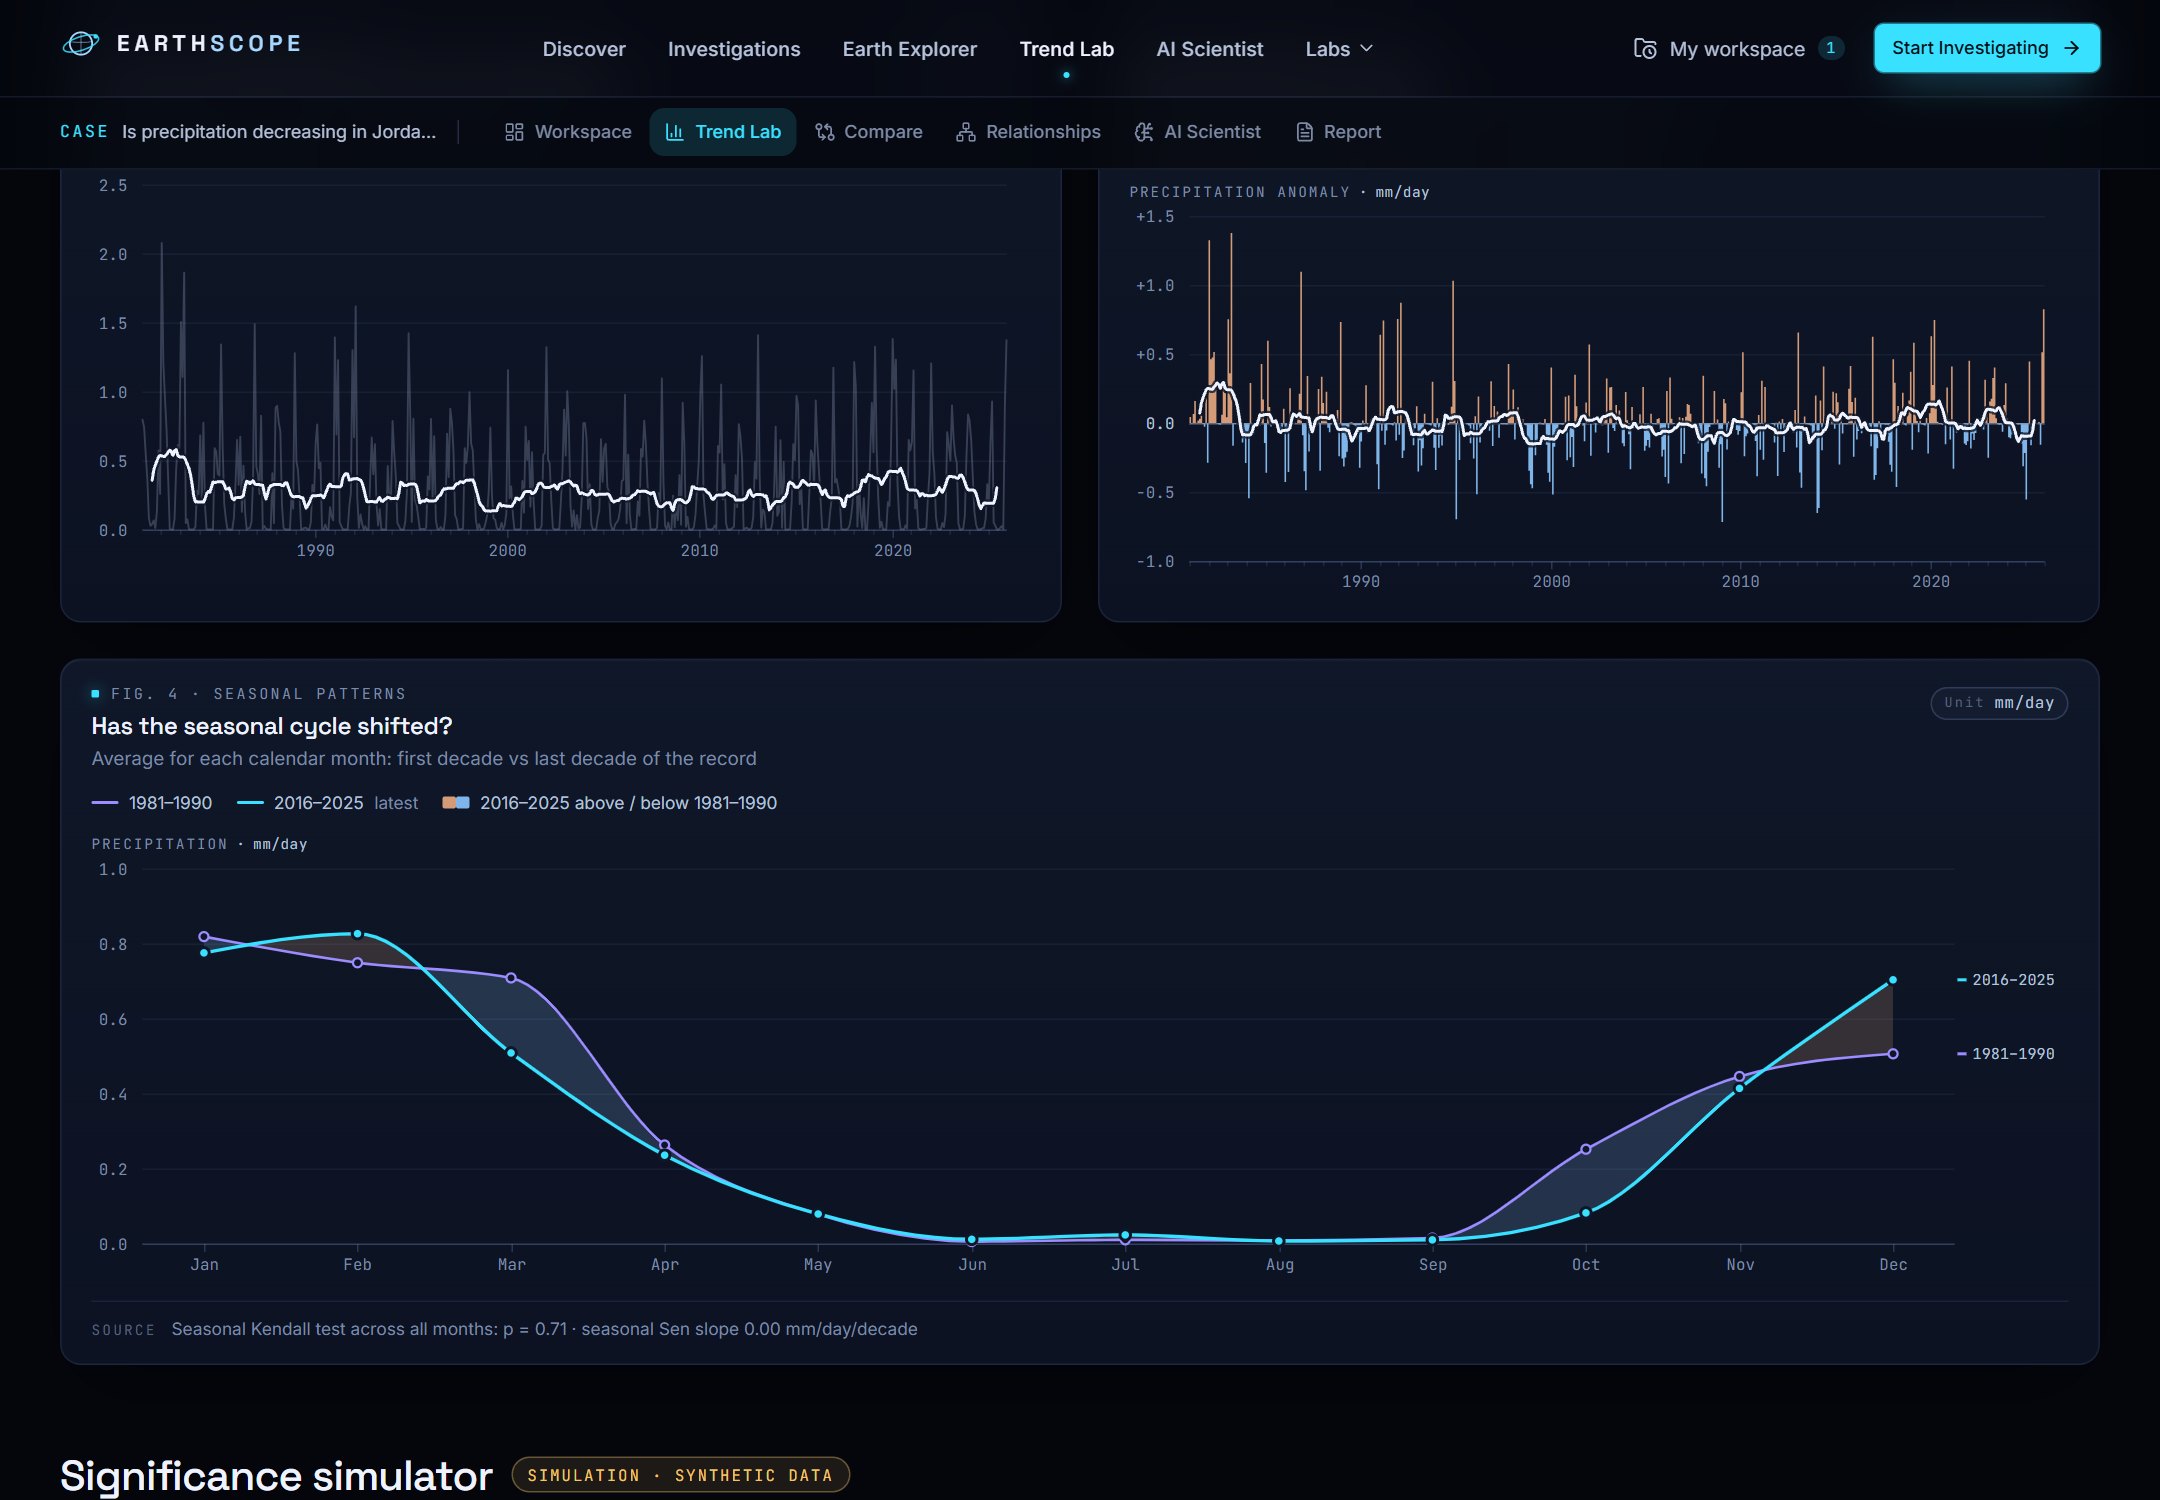 EARTHSCOPE
Discover
Investigations
Earth Explorer
Trend Lab
AI Scientist
Labs
My workspace 1
Start Investigating →
CASE Is precipitation decreasing in Jorda...
Workspace
Trend Lab
Compare
Relationships
AI Scientist
Report
2.5
2.0
1.5
1.0
0.5
0.0
1990 2000 2010 2020
PRECIPITATION ANOMALY · mm/day
+1.5
+1.0
+0.5
0.0
-0.5
-1.0
1990 2000 2010 2020
FIG. 4 · SEASONAL PATTERNS
Unit mm/day
Has the seasonal cycle shifted?
Average for each calendar month: first decade vs last decade of the record
1981–1990 2016–2025 latest 2016–2025 above / below 1981–1990
PRECIPITATION · mm/day
1.0
0.8
0.6
0.4
0.2
0.0
2016–2025
1981–1990
Jan Feb Mar Apr May Jun Jul Aug Sep Oct Nov Dec
SOURCE Seasonal Kendall test across all months: p = 0.71 · seasonal Sen slope 0.00 mm/day/decade
Significance simulator
SIMULATION · SYNTHETIC DATA